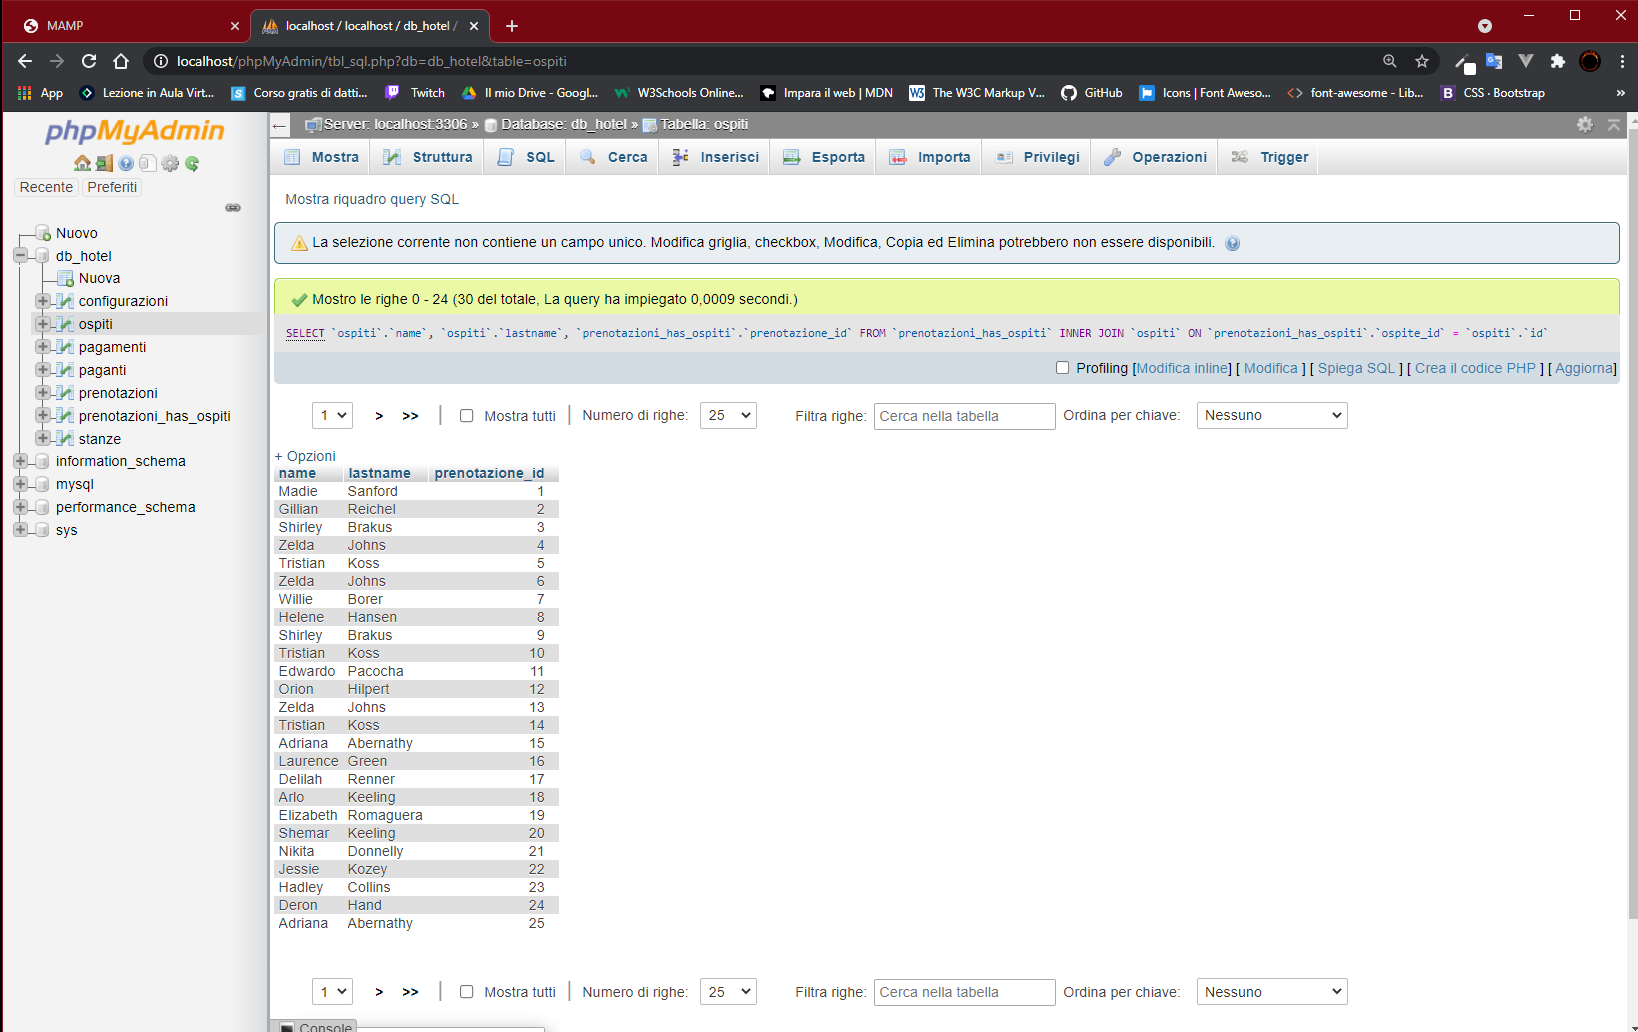 MAMP
localhost / localhost / db_hotel /
localhost/phpMyAdmin/tbl_sql.php?db=db_hotel&table=ospiti
App Lezione in Aula Virt... Corso gratis di datti... Twitch Il mio Drive - Googl... W3Schools Online... Impara il web | MDN The W3C Markup V... GitHub Icons | Font Aweso... font-awesome - Lib... CSS · Bootstrap »
phpMyAdmin
Recente Preferiti
Nuovo
db_hotel
Nuova
configurazioni
ospiti
pagamenti
paganti
prenotazioni
prenotazioni_has_ospiti
stanze
information_schema
mysql
performance_schema
sys
Server: localhost:3306 » Database: db_hotel » Tabella: ospiti
Mostra Struttura SQL Cerca Inserisci Esporta Importa Privilegi Operazioni Trigger
Mostra riquadro query SQL
La selezione corrente non contiene un campo unico. Modifica griglia, checkbox, Modifica, Copia ed Elimina potrebbero non essere disponibili.
Mostro le righe 0 - 24 (30 del totale, La query ha impiegato 0,0009 secondi.)
SELECT `ospiti`.`name`, `ospiti`.`lastname`, `prenotazioni_has_ospiti`.`prenotazione_id` FROM `prenotazioni_has_ospiti` INNER JOIN `ospiti` ON `prenotazioni_has_ospiti`.`ospite_id` = `ospiti`.`id`
Profiling [Modifica inline] [ Modifica ] [ Spiega SQL ] [ Crea il codice PHP ] [ Aggiorna]
1 > >> | Mostra tutti | Numero di righe: 25 Filtra righe: Cerca nella tabella Ordina per chiave: Nessuno
+ Opzioni
name lastname prenotazione_id
Madie Sanford 1
Gillian Reichel 2
Shirley Brakus 3
Zelda Johns 4
Tristian Koss 5
Zelda Johns 6
Willie Borer 7
Helene Hansen 8
Shirley Brakus 9
Tristian Koss 10
Edwardo Pacocha 11
Orion Hilpert 12
Zelda Johns 13
Tristian Koss 14
Adriana Abernathy 15
Laurence Green 16
Delilah Renner 17
Arlo Keeling 18
Elizabeth Romaguera 19
Shemar Keeling 20
Nikita Donnelly 21
Jessie Kozey 22
Hadley Collins 23
Deron Hand 24
Adriana Abernathy 25
1 > >> | Mostra tutti | Numero di righe: 25 Filtra righe: Cerca nella tabella Ordina per chiave: Nessuno
Console